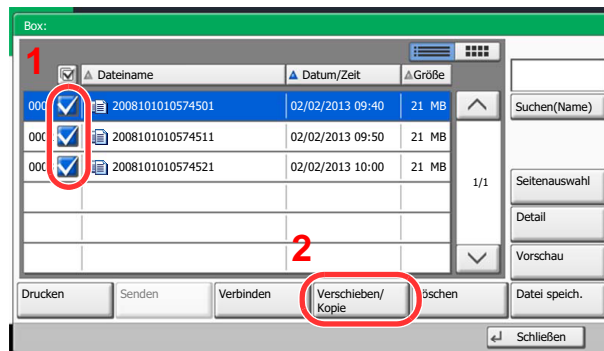 Box:
1
Dateiname Datum/Zeit Größe
2008101010574501 02/02/2013 09:40 21 MB
Suchen(Name)
2008101010574511 02/02/2013 09:50 21 MB
2008101010574521 02/02/2013 10:00 21 MB
1/1
Seitenauswahl
Detail
2
Vorschau
Drucken Senden Verbinden Verschieben/
Kopie
Löschen
Datei speich.
Schließen